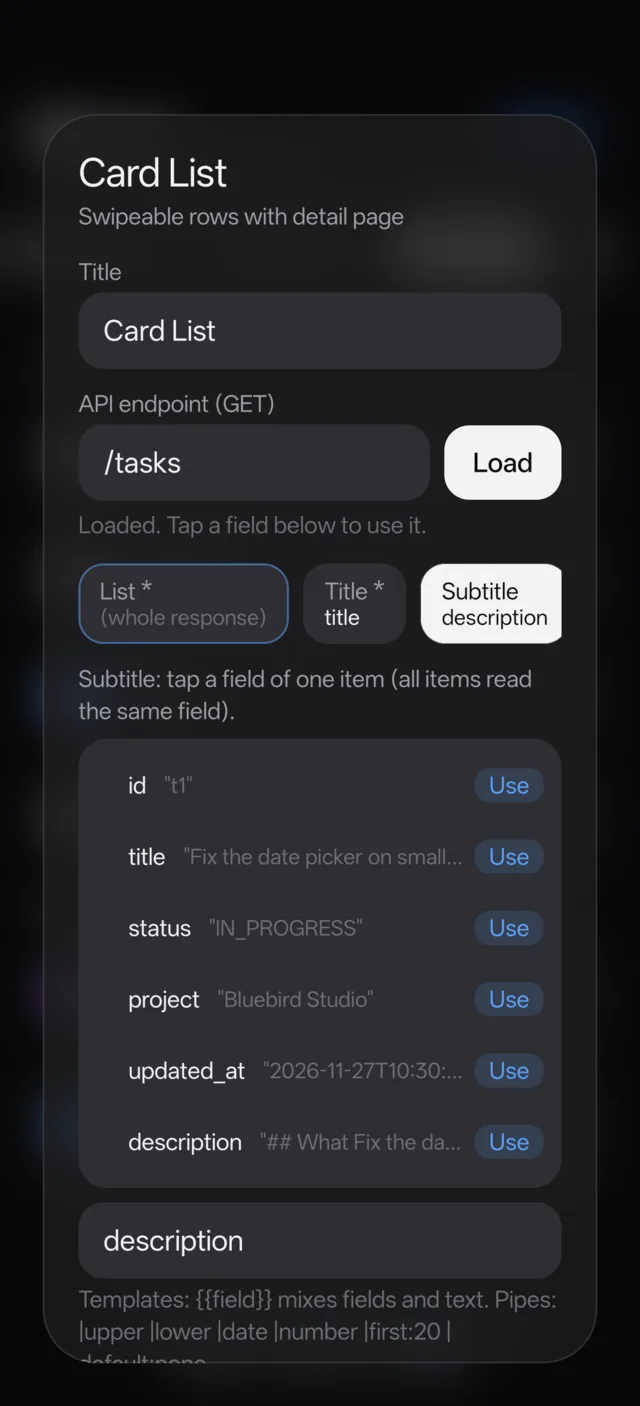 Card List
Swipeable rows with detail page
Title
Card List
API endpoint (GET)
/tasks
Load
Loaded. Tap a field below to use it.
List *
(whole response)
Title *
title
Subtitle
description
Subtitle: tap a field of one item (all items read
the same field).
id "t1" Use
title "Fix the date picker on small... Use
status "IN_PROGRESS" Use
project "Bluebird Studio" Use
updated_at "2026-11-27T10:30:... Use
description "## What Fix the da... Use
description
Templates: {{field}} mixes fields and text. Pipes:
|upper |lower |date |number |first:20 |
default:none